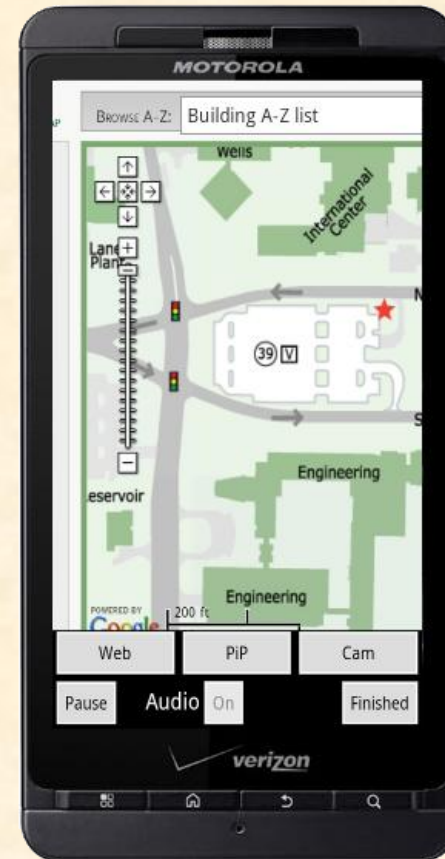 MOTOROLA
AP
BROWSE A-Z: Building A-Z list
Wells
International
Center
Lane
Plant
N
39 V
S
Engineering
eservoir
Engineering
POWERED BY
Google
200 ft
Web PiP Cam
Pause Audio On Finished
verizon